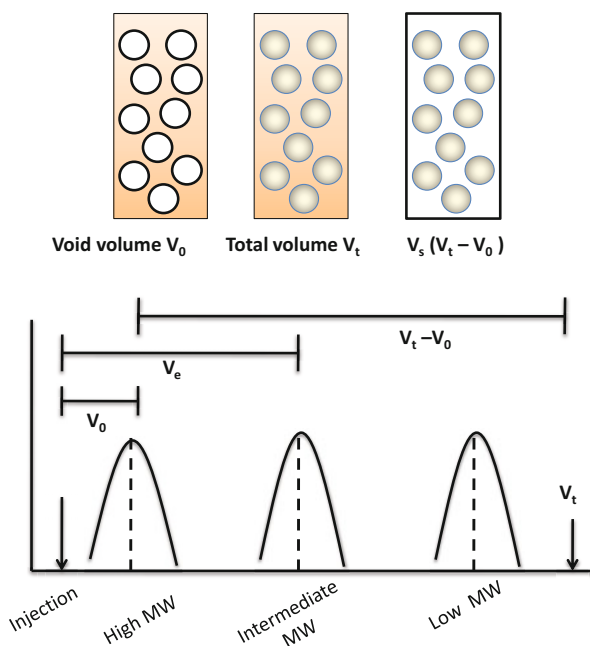 Void volume V₀
Total volume Vₜ
Vₛ (Vₜ – V₀ )
Vₜ –V₀
Vₑ
V₀
Vₜ
Injection
High MW
Intermediate
MW
Low MW